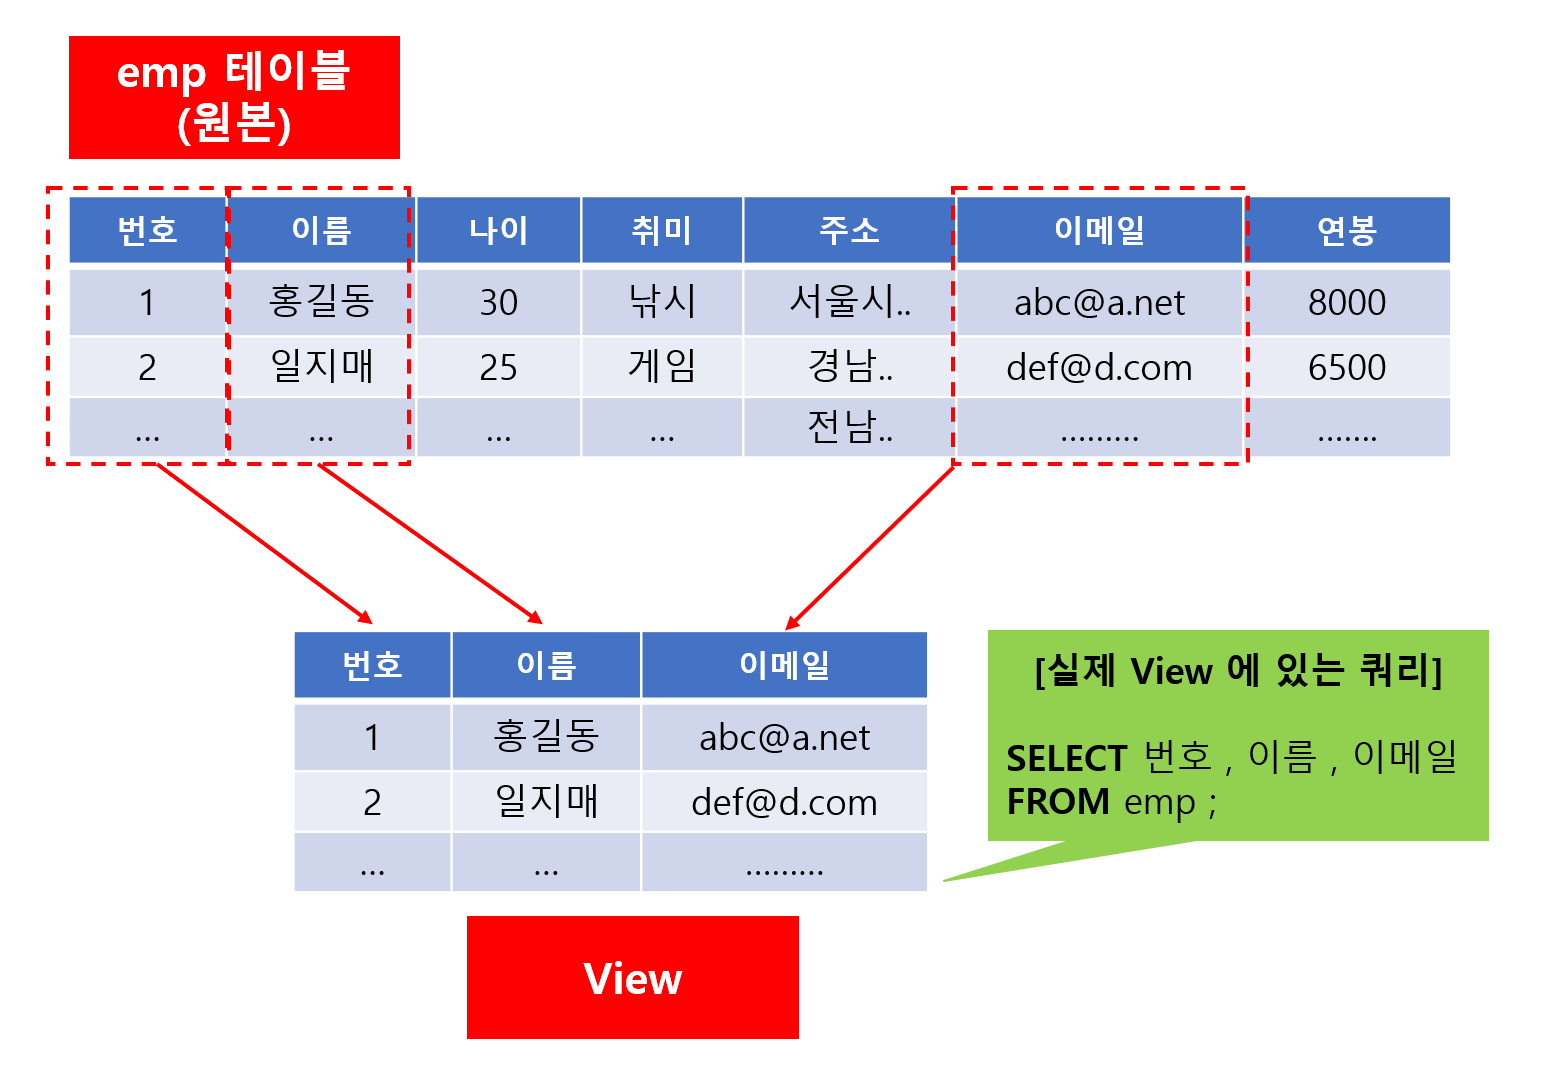 emp 테이블
(원본)
번호 이름 나이 취미 주소 이메일 연봉
1 홍길동 30 낚시 서울시.. abc@a.net 8000
2 일지매 25 게임 경남.. def@d.com 6500
... ... ... ... 전남.. ......... .......
번호 이름 이메일
1 홍길동 abc@a.net
2 일지매 def@d.com
... ... .........
[실제 View 에 있는 쿼리]
SELECT 번호 , 이름 , 이메일
FROM emp ;
View